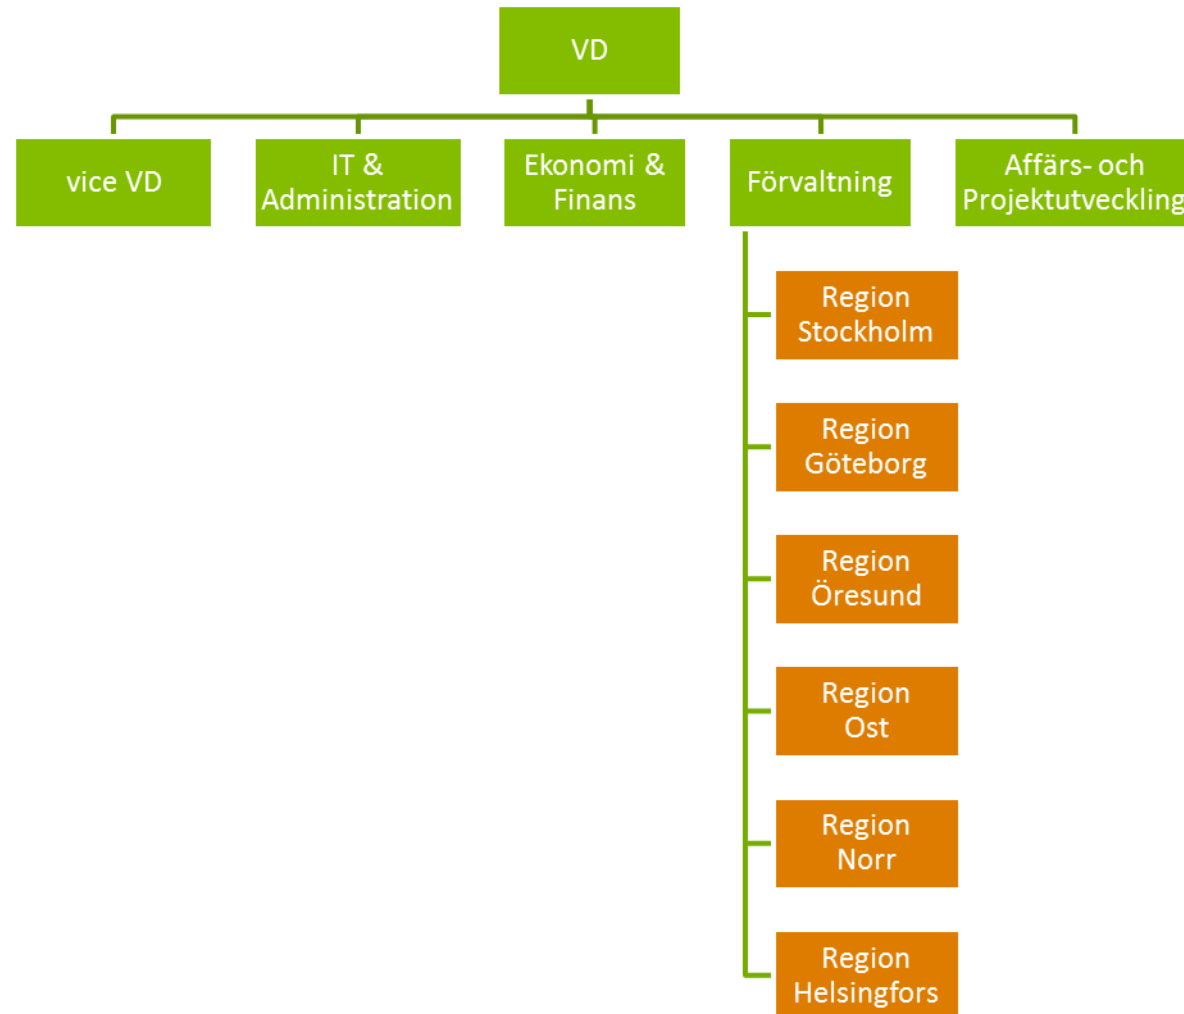 VD
vice VD
IT &
Administration
Ekonomi &
Finans
Förvaltning
Affärs- och
Projektutveckling
Region
Stockholm
Region
Göteborg
Region
Öresund
Region
Ost
Region
Norr
Region
Helsingfors